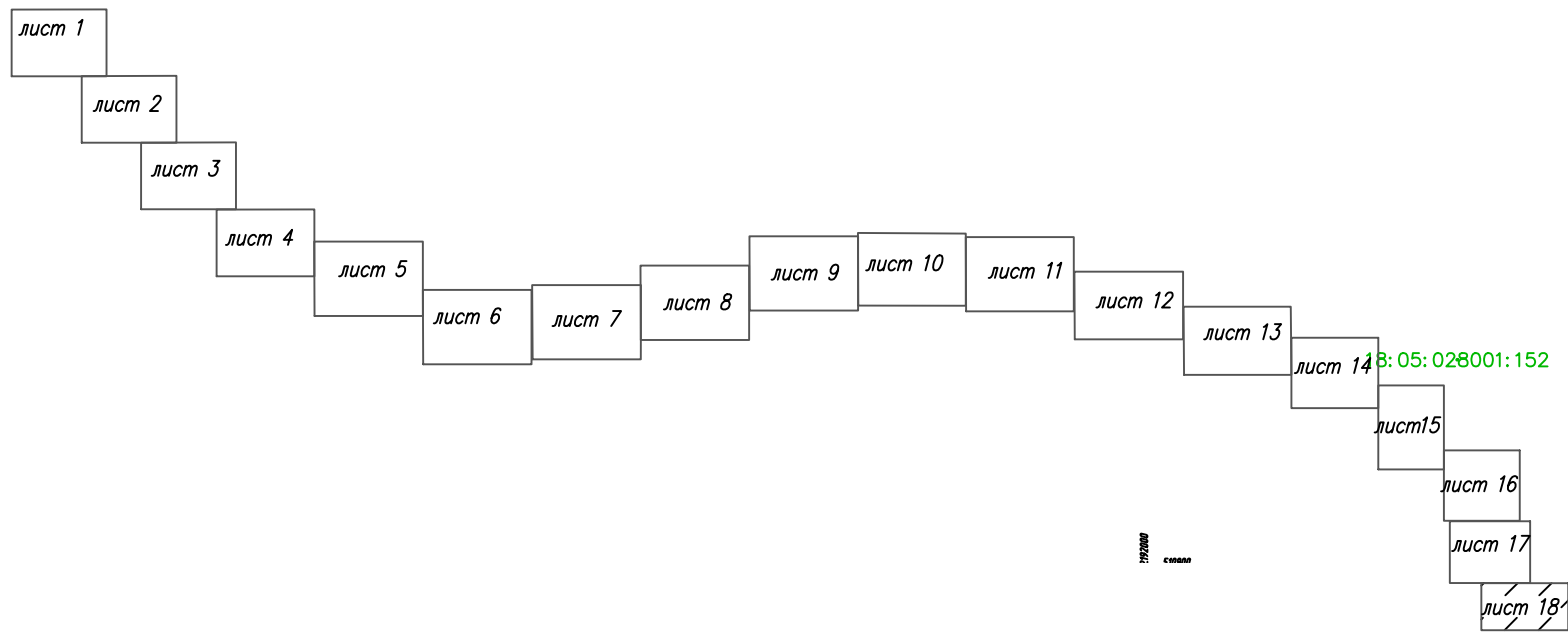 лист 1
лист 2
лист 3
лист 4
лист 5
лист 6
лист 7
лист 8
лист 9
лист 10
лист 11
лист 12
лист 13
лист 14
18:05:028001:152
лист15
лист 16
лист 17
лист 18